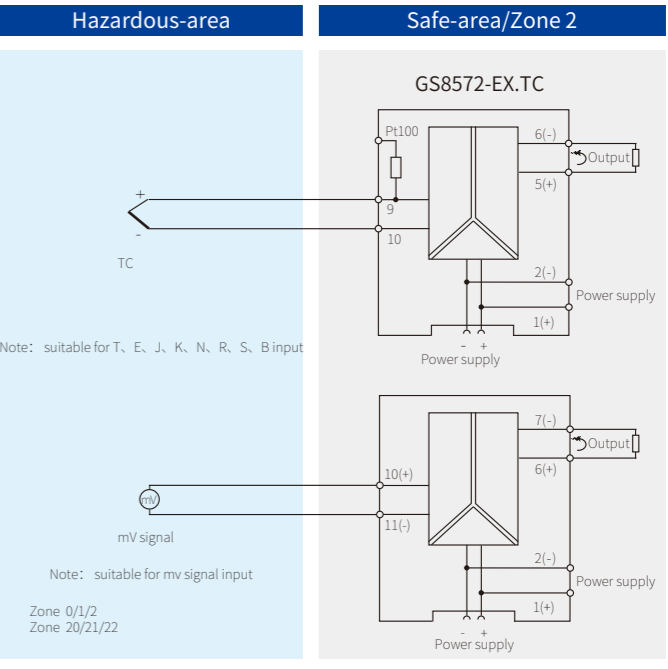 Hazardous-area
Safe-area/Zone 2
GS8572-EX.TC
Pt100
6(-)
Output
5(+)
+
9
-
10
TC
2(-)
Power supply
1(+)
- +
Power supply
Note： suitable for T、E、J、K、N、R、S、B input
7(-)
Output
6(+)
10(+)
mV
11(-)
mV signal
2(-)
Power supply
Note： suitable for mv signal input
1(+)
Zone 0/1/2
Zone 20/21/22
- +
Power supply